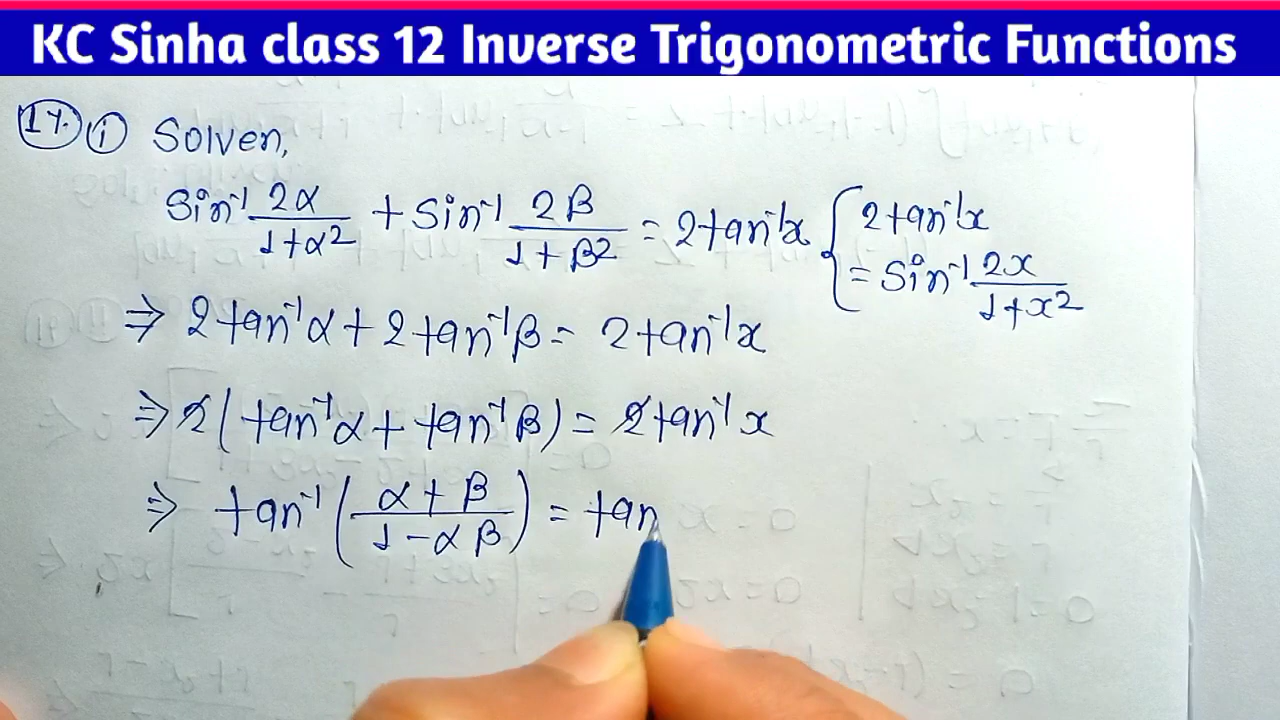 KC Sinha class 12 Inverse Trigonometric Functions
14. i Solven,
Sin⁻¹ 2α/1+α² + Sin⁻¹ 2β/1+β² = 2tan⁻¹x { 2tan⁻¹x = Sin⁻¹ 2x/1+x²
⇒ 2tan⁻¹α + 2tan⁻¹β = 2tan⁻¹x
⇒ 2(tan⁻¹α + tan⁻¹β) = 2tan⁻¹x
⇒ tan⁻¹(α+β/1-αβ) = tan